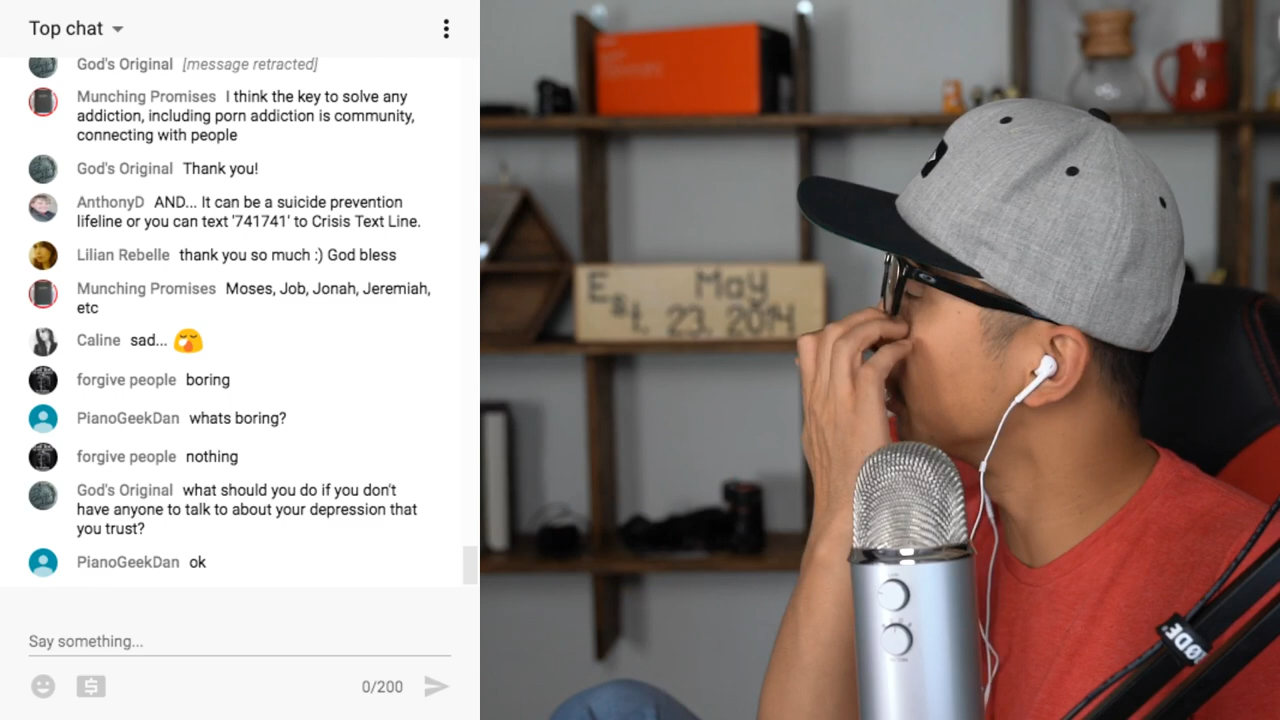 Top chat
God's Original [message retracted]
Munching Promises I think the key to solve any
addiction, including porn addiction is community,
connecting with people
God's Original Thank you!
AnthonyD AND... It can be a suicide prevention
lifeline or you can text '741741' to Crisis Text Line.
Lilian Rebelle thank you so much :) God bless
Munching Promises Moses, Job, Jonah, Jeremiah,
etc
Caline sad...
forgive people boring
PianoGeekDan whats boring?
forgive people nothing
God's Original what should you do if you don't
have anyone to talk to about your depression that
you trust?
PianoGeekDan ok
Say something...
0/200
Est. May
23, 2014